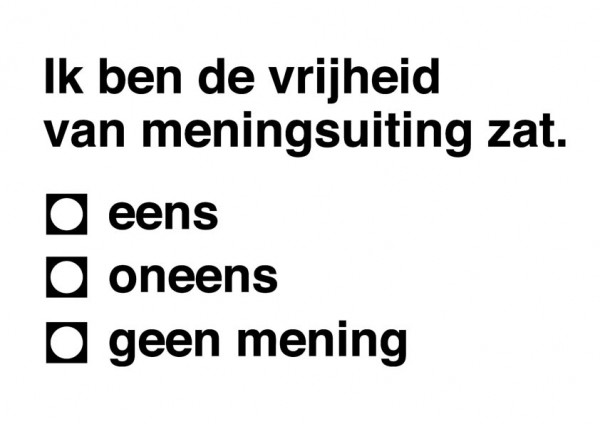 Ik ben de vrijheid
van meningsuiting zat.
eens
oneens
geen mening